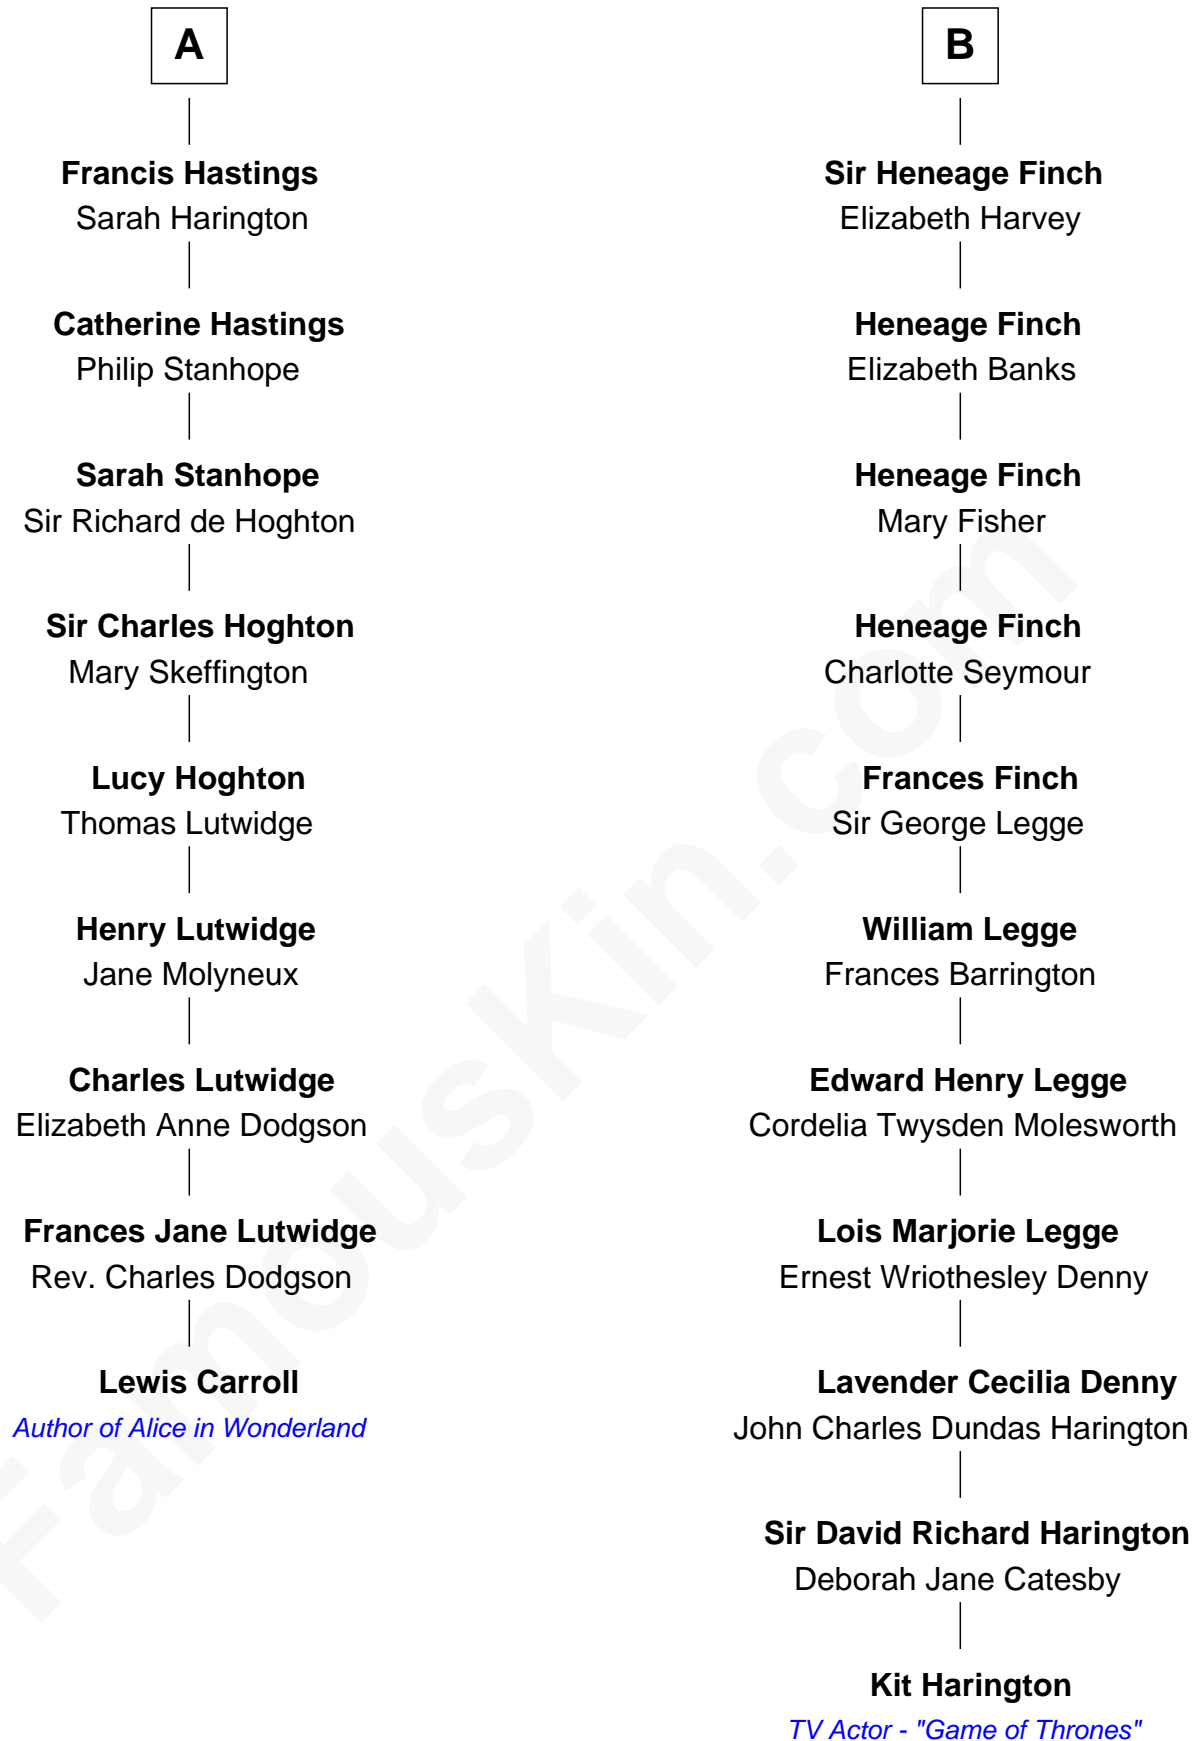 A
Francis Hastings
Sarah Harington
Catherine Hastings
Philip Stanhope
Sarah Stanhope
Sir Richard de Hoghton
Sir Charles Hoghton
Mary Skeffington
Lucy Hoghton
Thomas Lutwidge
Henry Lutwidge
Jane Molyneux
Charles Lutwidge
Elizabeth Anne Dodgson
Frances Jane Lutwidge
Rev. Charles Dodgson
Lewis Carroll
Author of Alice in Wonderland
B
Sir Heneage Finch
Elizabeth Harvey
Heneage Finch
Elizabeth Banks
Heneage Finch
Mary Fisher
Heneage Finch
Charlotte Seymour
Frances Finch
Sir George Legge
William Legge
Frances Barrington
Edward Henry Legge
Cordelia Twysden Molesworth
Lois Marjorie Legge
Ernest Wriothesley Denny
Lavender Cecilia Denny
John Charles Dundas Harington
Sir David Richard Harington
Deborah Jane Catesby
Kit Harington
TV Actor - "Game of Thrones"
FamousKin.com